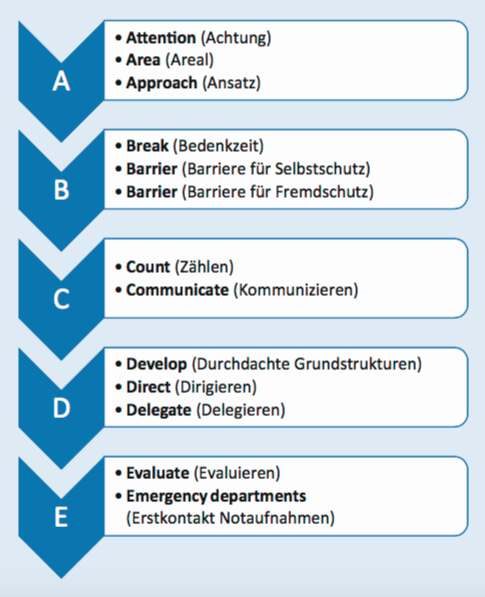 A
• Attention (Achtung)
• Area (Areal)
• Approach (Ansatz)
B
• Break (Bedenkzeit)
• Barrier (Barriere für Selbstschutz)
• Barrier (Barriere für Fremdschutz)
C
• Count (Zählen)
• Communicate (Kommunizieren)
D
• Develop (Durchdachte Grundstrukturen)
• Direct (Dirigieren)
• Delegate (Delegieren)
E
• Evaluate (Evaluieren)
• Emergency departments
(Erstkontakt Notaufnahmen)